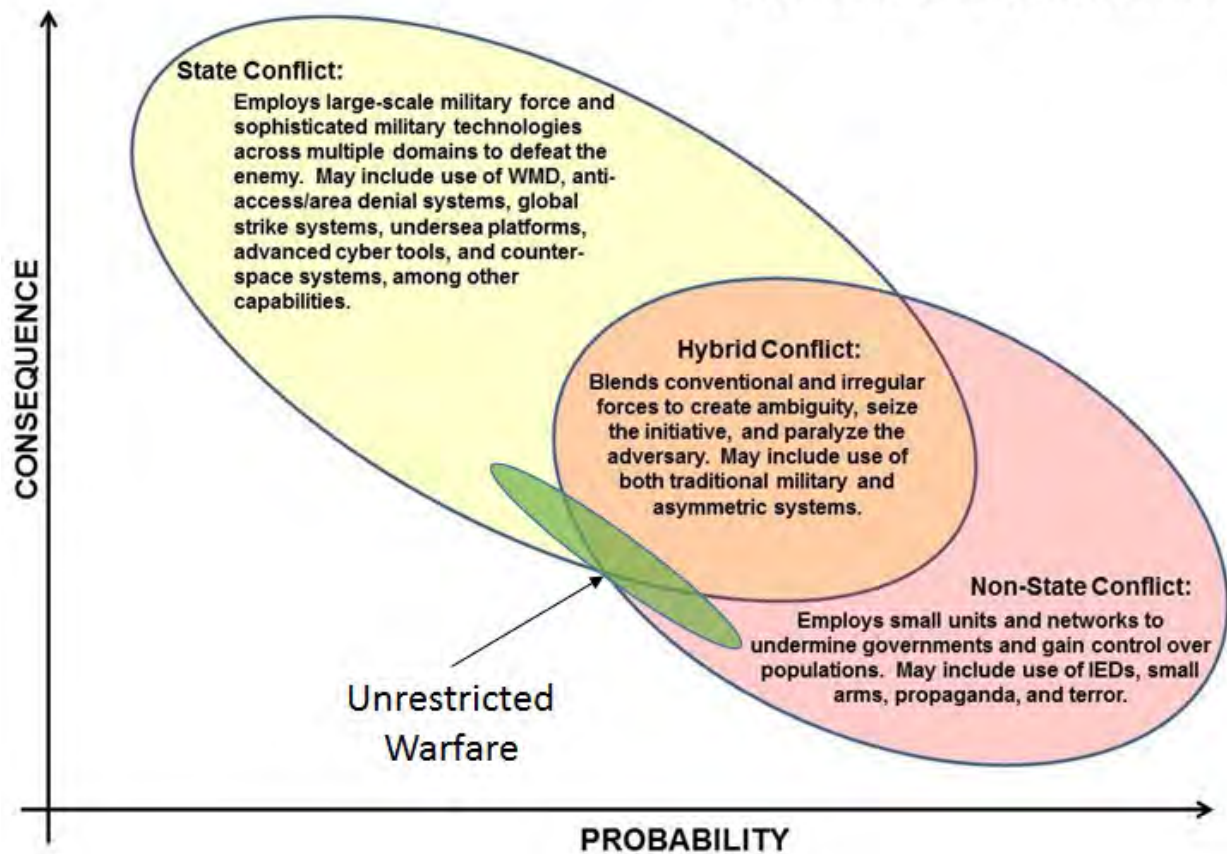 State Conflict:
Employs large-scale military force and
sophisticated military technologies
across multiple domains to defeat the
enemy. May include use of WMD, anti-
access/area denial systems, global
strike systems, undersea platforms,
advanced cyber tools, and counter-
space systems, among other
capabilities.
CONSEQUENCE
Hybrid Conflict:
Blends conventional and irregular
forces to create ambiguity, seize
the initiative, and paralyze the
adversary. May include use of
both traditional military and
asymmetric systems.
Non-State Conflict:
Employs small units and networks to
undermine governments and gain control over
populations. May include use of IEDs, small
arms, propaganda, and terror.
Unrestricted
Warfare
PROBABILITY